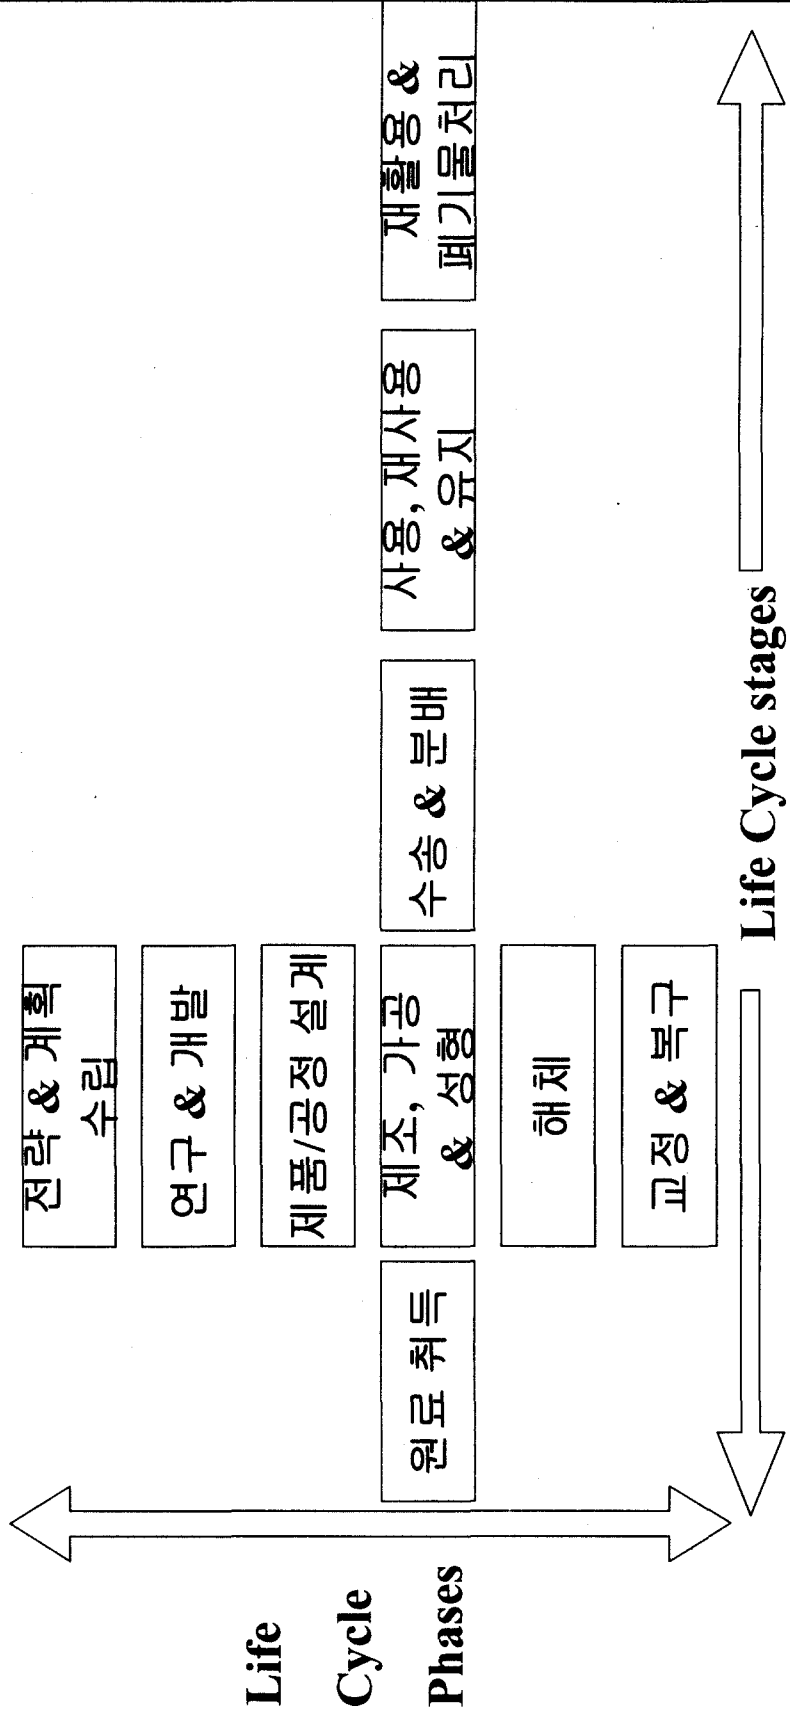 전략 & 계획
수립
연구 & 개발
제품/공정 설계
원료 취득
제조, 가공
& 성형
수송 & 분배
사용, 재사용
& 유지
재활용 &
폐기물처리
해체
교정 & 복구
Life
Cycle
Phases
Life Cycle stages